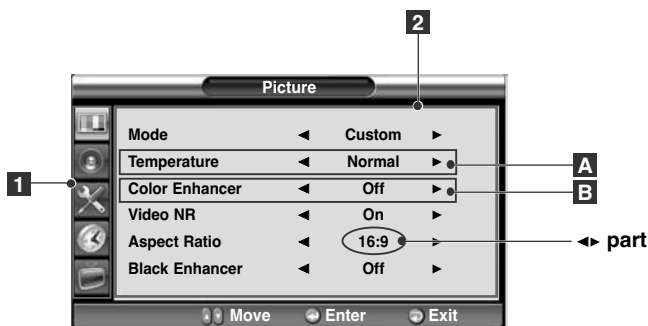 2
Picture
Mode ◄ Custom ►
Temperature ◄ Normal ►
A
1
Color Enhancer ◄ Off ►
B
Video NR ◄ On ►
Aspect Ratio ◄ 16:9 ►
◄► part
Black Enhancer ◄ Off ►
Move Enter Exit